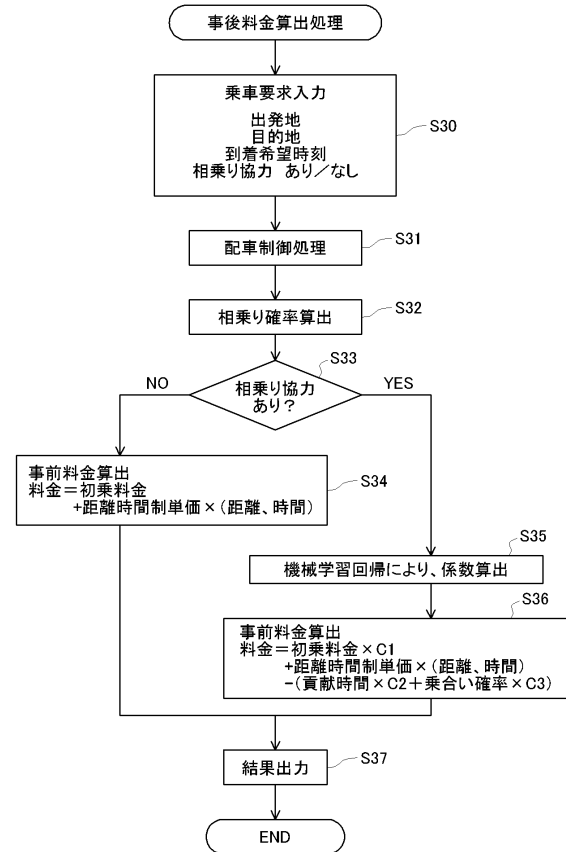 事後料金算出処理
乗車要求入力
出発地
目的地
到着希望時刻
相乗り協力 あり／なし
S30
配車制御処理
S31
相乗り確率算出
S32
S33
相乗り協力
あり？
NO
YES
事前料金算出
料金＝初乗料金
+距離時間制単価×(距離、時間)
S34
S35
機械学習回帰により、係数算出
S36
事前料金算出
料金＝初乗料金×C1
+距離時間制単価×(距離、時間)
-(貢献時間×C2＋乗合い確率×C3)
結果出力
S37
END